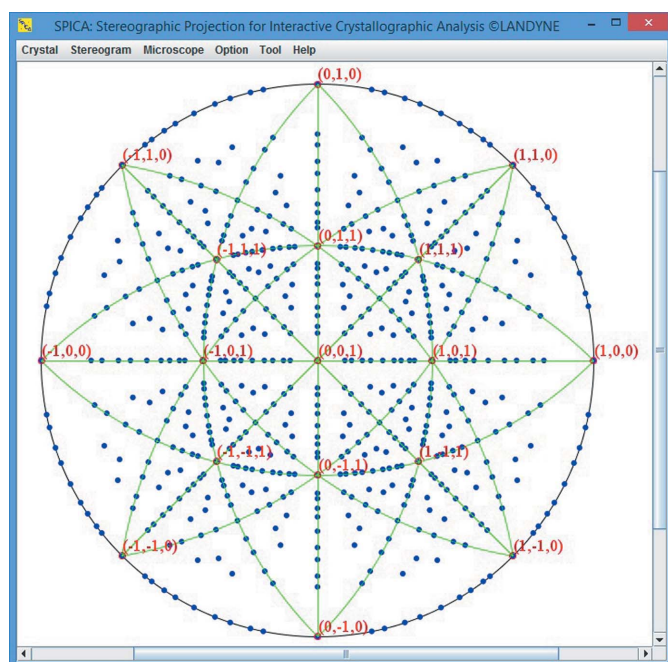 SPICA: Stereographic Projection for Interactive Crystallographic Analysis ©LANDYNE
Crystal Stereogram Microscope Option Tool Help
(0,1,0)
(-1,1,0) (1,1,0)
(0,1,1)
(-1,1,1) (1,1,1)
(-1,0,0) (-1,0,1) (0,0,1) (1,0,1) (1,0,0)
(-1,-1,1) (0,-1,1) (1,-1,1)
(-1,-1,0) (1,-1,0)
(0,-1,0)